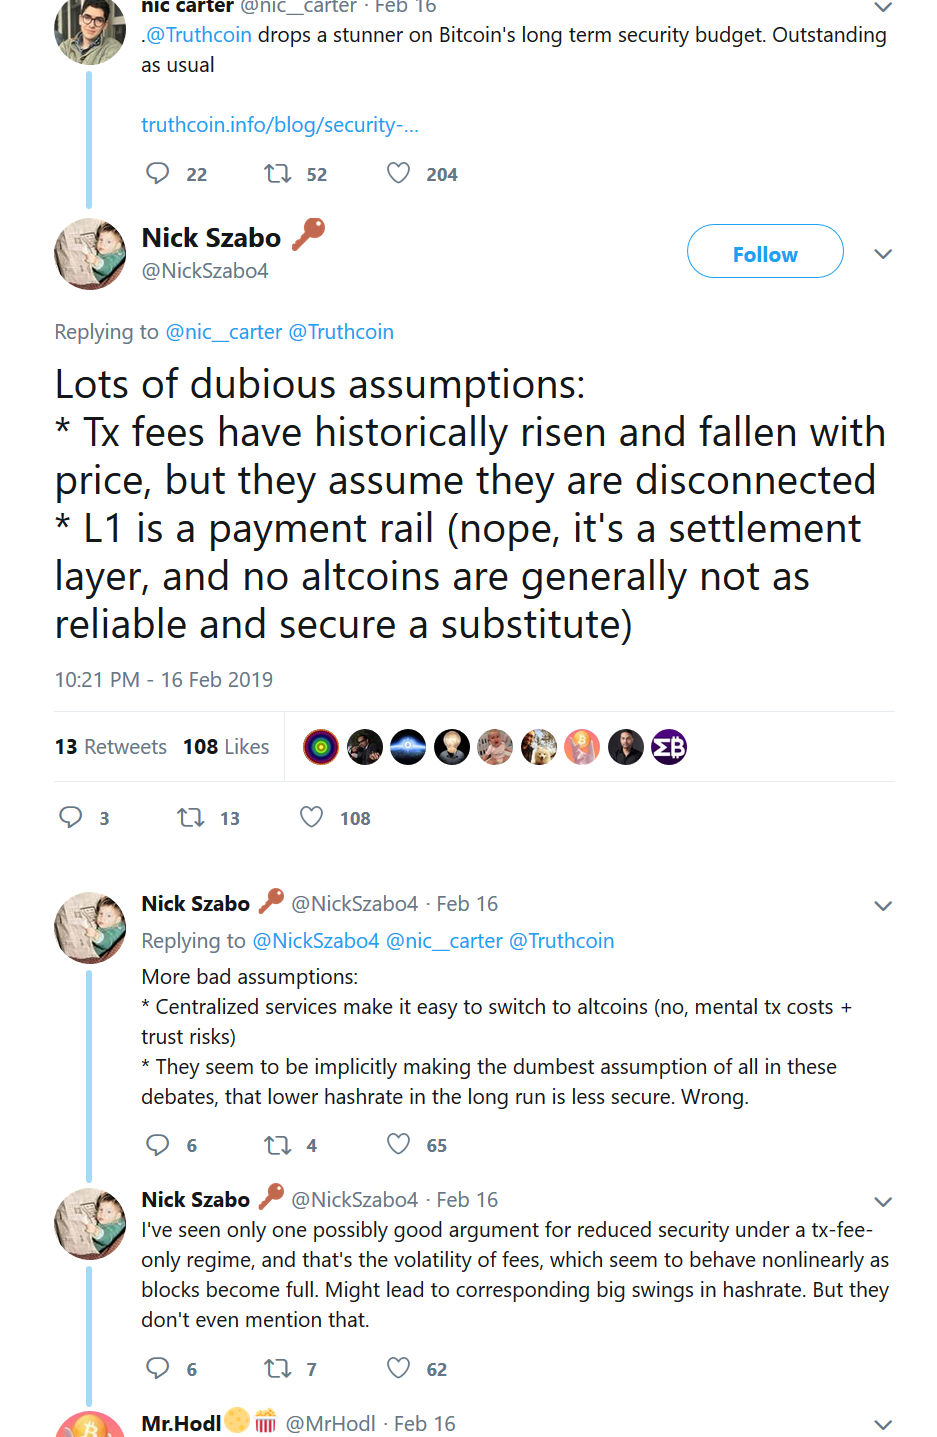 nic carter @nic__carter · Feb 16
.@Truthcoin drops a stunner on Bitcoin's long term security budget. Outstanding
as usual
truthcoin.info/blog/security-...
22 52 204
Nick Szabo
@NickSzabo4
Follow
Replying to @nic__carter @Truthcoin
Lots of dubious assumptions:
* Tx fees have historically risen and fallen with
price, but they assume they are disconnected
* L1 is a payment rail (nope, it's a settlement
layer, and no altcoins are generally not as
reliable and secure a substitute)
10:21 PM - 16 Feb 2019
13 Retweets 108 Likes
ΣB
3 13 108
Nick Szabo @NickSzabo4 · Feb 16
Replying to @NickSzabo4 @nic__carter @Truthcoin
More bad assumptions:
* Centralized services make it easy to switch to altcoins (no, mental tx costs +
trust risks)
* They seem to be implicitly making the dumbest assumption of all in these
debates, that lower hashrate in the long run is less secure. Wrong.
6 4 65
Nick Szabo @NickSzabo4 · Feb 16
I've seen only one possibly good argument for reduced security under a tx-fee-
only regime, and that's the volatility of fees, which seem to behave nonlinearly as
blocks become full. Might lead to corresponding big swings in hashrate. But they
don't even mention that.
6 7 62
Mr.Hodl @MrHodl · Feb 16